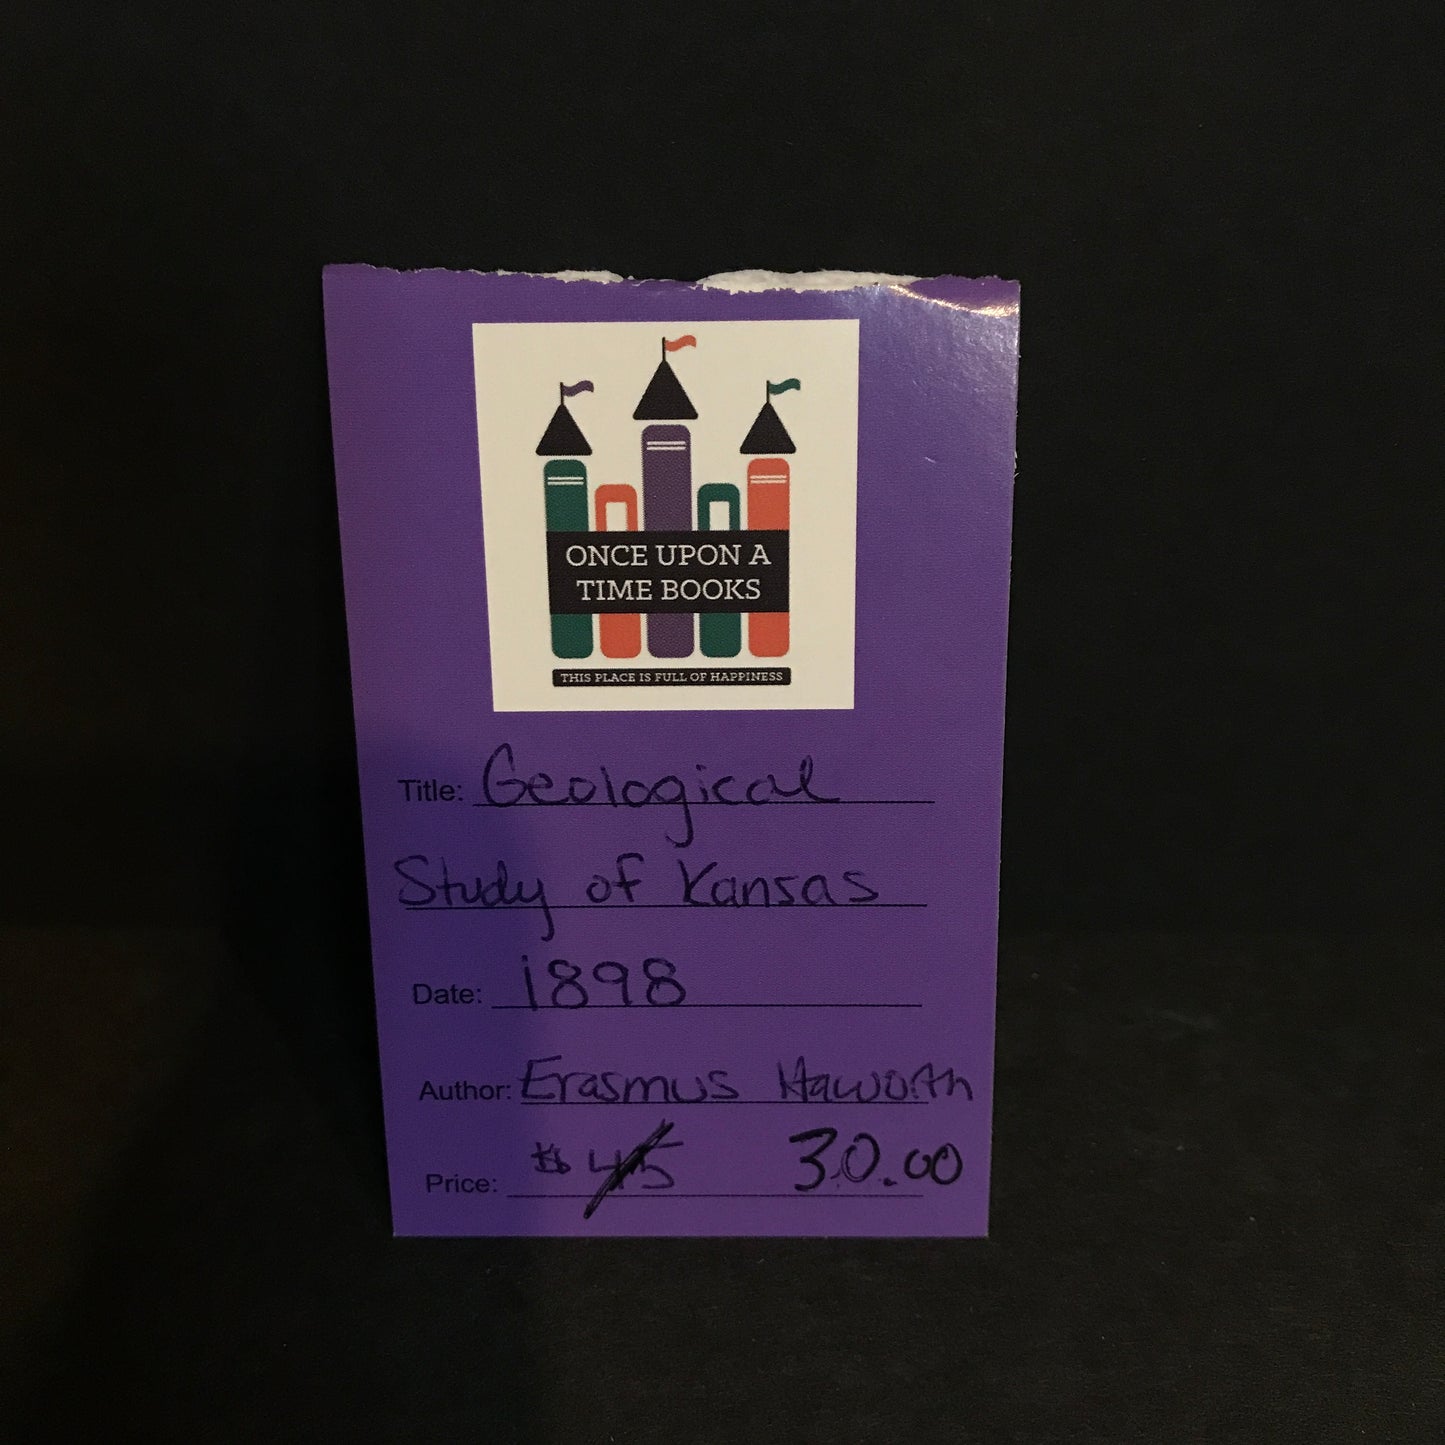 ONCE UPON A
TIME BOOKS
THIS PLACE IS FULL OF HAPPINESS
Title: Geological
Study of Kansas
Date: 1898
Author: Erasmus Haworth
Price: $45 30.00